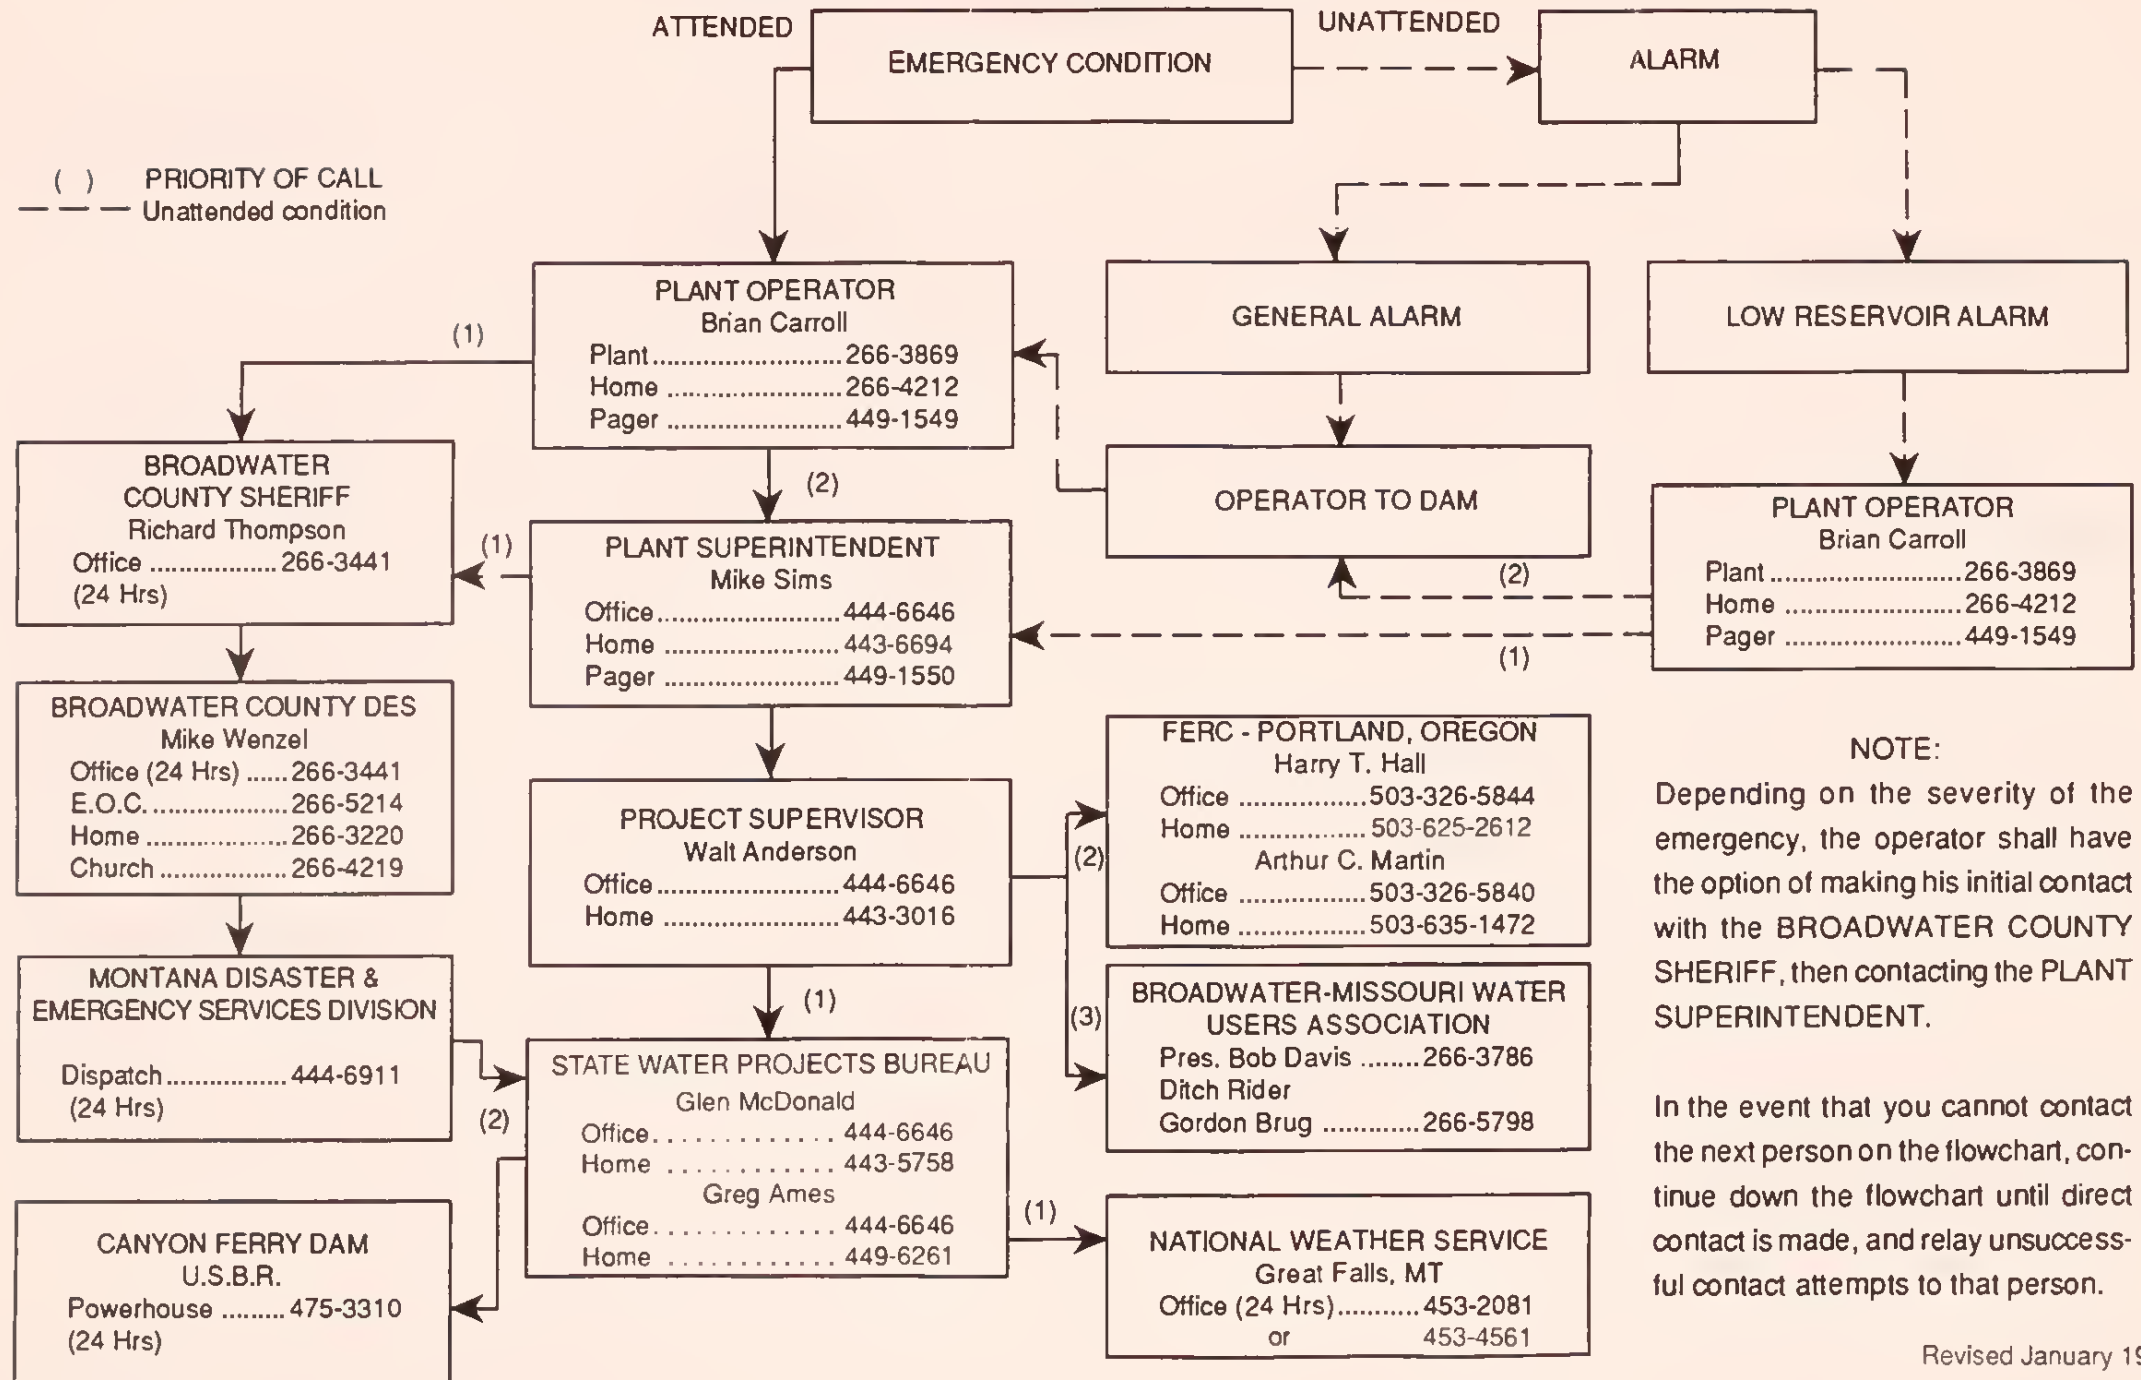 ATTENDED
EMERGENCY CONDITION
UNATTENDED
ALARM
( ) PRIORITY OF CALL
— — — Unattended condition
PLANT OPERATOR
Brian Carroll
Plant........................266-3869
Home ......................266-4212
Pager ......................449-1549
GENERAL ALARM
LOW RESERVOIR ALARM
(1)
BROADWATER
COUNTY SHERIFF
Richard Thompson
Office ................266-3441
(24 Hrs)
(2)
(1)
PLANT SUPERINTENDENT
Mike Sims
Office.......................444-6646
Home ......................443-6694
Pager ......................449-1550
OPERATOR TO DAM
(2)
(1)
PLANT OPERATOR
Brian Carroll
Plant........................266-3869
Home ......................266-4212
Pager ......................449-1549
BROADWATER COUNTY DES
Mike Wenzel
Office (24 Hrs) .....266-3441
E.O.C. .................266-5214
Home ..................266-3220
Church ................266-4219
PROJECT SUPERVISOR
Walt Anderson
Office.......................444-6646
Home ......................443-3016
(2)
FERC - PORTLAND, OREGON
Harry T. Hall
Office ................503-326-5844
Home ................503-625-2612
Arthur C. Martin
Office ................503-326-5840
Home ................503-635-1472
MONTANA DISASTER &
EMERGENCY SERVICES DIVISION
Dispatch...............444-6911
(24 Hrs)
(2)
(1)
(3)
BROADWATER-MISSOURI WATER
USERS ASSOCIATION
Pres. Bob Davis ........266-3786
Ditch Rider
Gordon Brug ............266-5798
STATE WATER PROJECTS BUREAU
Glen McDonald
Office. . . . . . . . . . . . . 444-6646
Home . . . . . . . . . . . . 443-5758
Greg Ames
Office. . . . . . . . . . . . . 444-6646
Home . . . . . . . . . . . . 449-6261
(1)
CANYON FERRY DAM
U.S.B.R.
Powerhouse .........475-3310
(24 Hrs)
NATIONAL WEATHER SERVICE
Great Falls, MT
Office (24 Hrs)...........453-2081
or 453-4561
NOTE:
Depending on the severity of the
emergency, the operator shall have
the option of making his initial contact
with the BROADWATER COUNTY
SHERIFF, then contacting the PLANT
SUPERINTENDENT.
In the event that you cannot contact
the next person on the flowchart, con-
tinue down the flowchart until direct
contact is made, and relay unsuccess-
ful contact attempts to that person.
Revised January 19